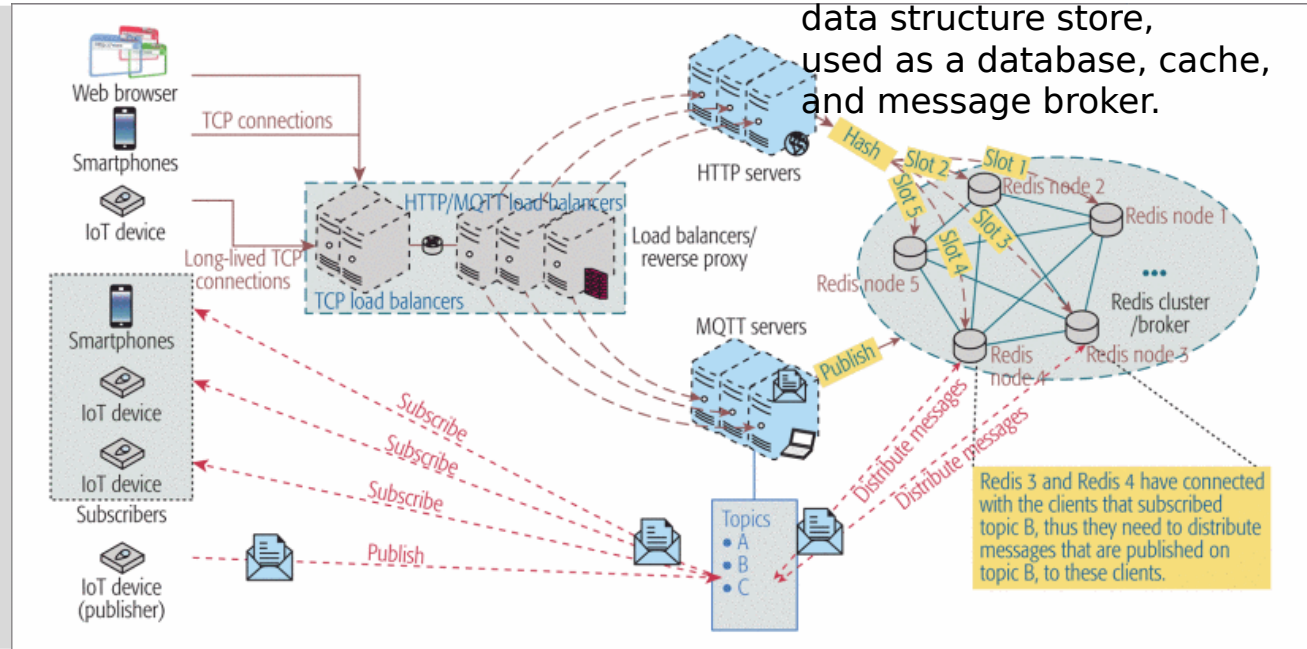 data structure store,
used as a database, cache,
and message broker.
Web browser
TCP connections
Smartphones
IoT device
Long-lived TCP
connections
HTTP/MQTT load balancers
TCP load balancers
Load balancers/
reverse proxy
HTTP servers
MQTT servers
Hash
Slot 2
Slot 1
Slot 5
Slot 4
Slot 3
Redis node 2
Redis node 1
Redis node 5
...
Redis cluster
/broker
Redis node 3
Redis
node 4
Publish
Smartphones
IoT device
IoT device
Subscribers
IoT device
(publisher)
Subscribe
Subscribe
Subscribe
Publish
Topics
• A
• B
• C
Distribute messages
Distribute messages
Redis 3 and Redis 4 have connected
with the clients that subscribed
topic B, thus they need to distribute
messages that are published on
topic B, to these clients.